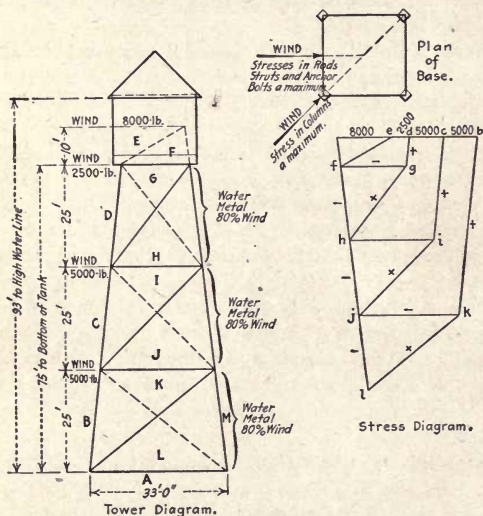 WIND
Stresses in Rods
Struts and Anchor
Bolts a maximum.
WIND
Stress in Columns
a maximum.
Plan
of
Base.
WIND
8000-lb.
10'
E
F
WIND
2500-lb.
G
25'
D
Water
Metal
80% Wind
H
WIND
5000-lb.
I
25'
C
Water
Metal
80% Wind
J
WIND
5000-lb.
K
25'
B
M
Water
Metal
80% Wind
L
A
33'-0"
93' to High Water Line
75' to Bottom of Tank
Tower Diagram.
8000 e 2500 d 5000 c 5000 b
f - + g
- x +
h - i
- x +
j - k
- x
l
Stress Diagram.